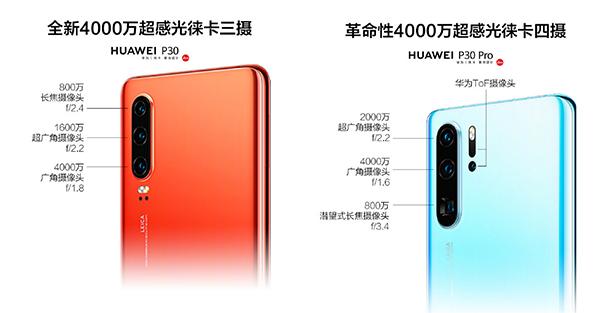 全新4000万超感光徕卡三摄
HUAWEI P30
800万
长焦摄像头
f/2.4
1600万
超广角摄像头
f/2.2
4000万
广角摄像头
f/1.8
LEICA
革命性4000万超感光徕卡四摄
HUAWEI P30 Pro
华为ToF摄像头
2000万
超广角摄像头
f/2.2
4000万
广角摄像头
f/1.6
800万
潜望式长焦摄像头
f/3.4
LEICA